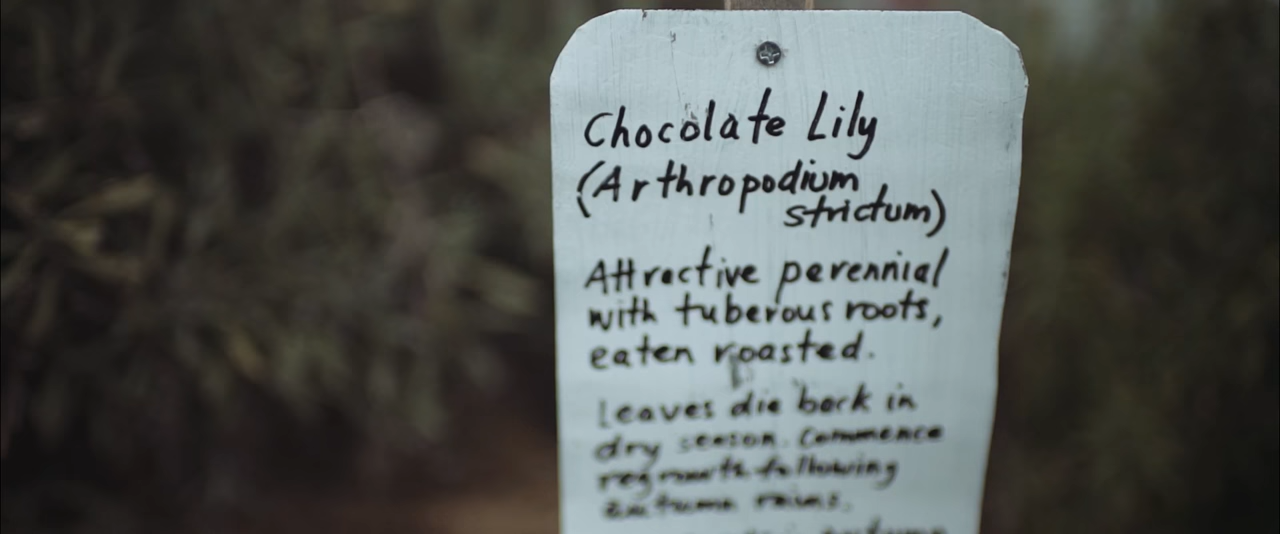 Chocolate Lily
(Arthropodium
strictum)
Attractive perennial
with tuberous roots,
eaten roasted.
Leaves die back in
dry season. Commence
regrowth following
autumn rains.
autumn